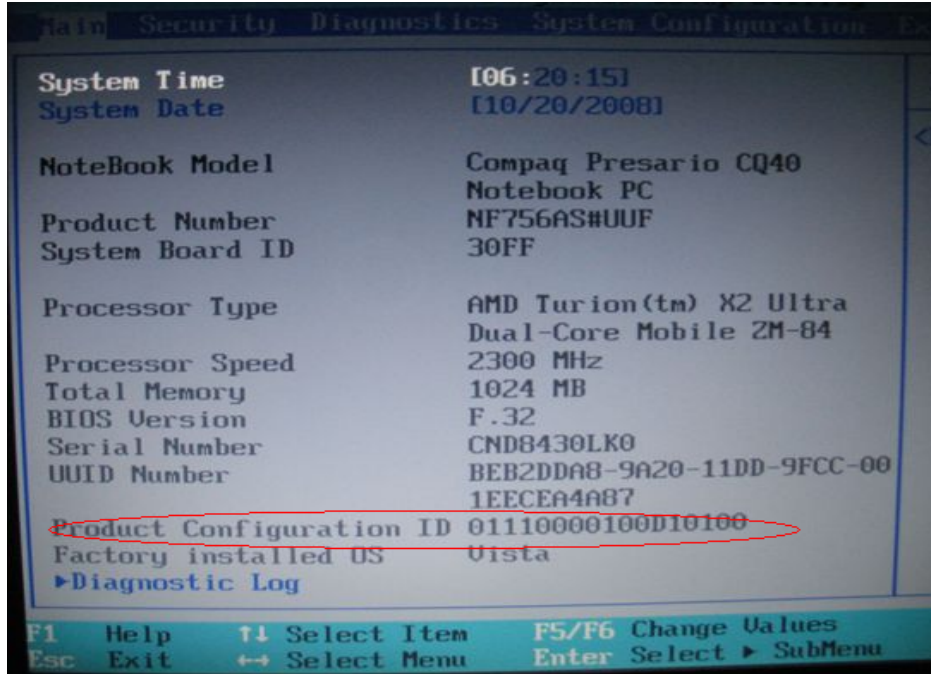 Main Security Diagnostics System Configuration
System Time [06:20:15]
System Date [10/20/2008]
NoteBook Model Compaq Presario CQ40
Notebook PC
Product Number NF756AS#UUF
System Board ID 30FF
Processor Type AMD Turion(tm) X2 Ultra
Dual-Core Mobile ZM-84
Processor Speed 2300 MHz
Total Memory 1024 MB
BIOS Version F.32
Serial Number CND8430LK0
UUID Number BEB2DDA8-9A20-11DD-9FCC-00
1EECEA4A87
Product Configuration ID 01110000100D10100
Factory installed OS Vista
▶Diagnostic Log
F1 Help ↑↓ Select Item F5/F6 Change Values
Esc Exit ←→ Select Menu Enter Select ▶ SubMenu